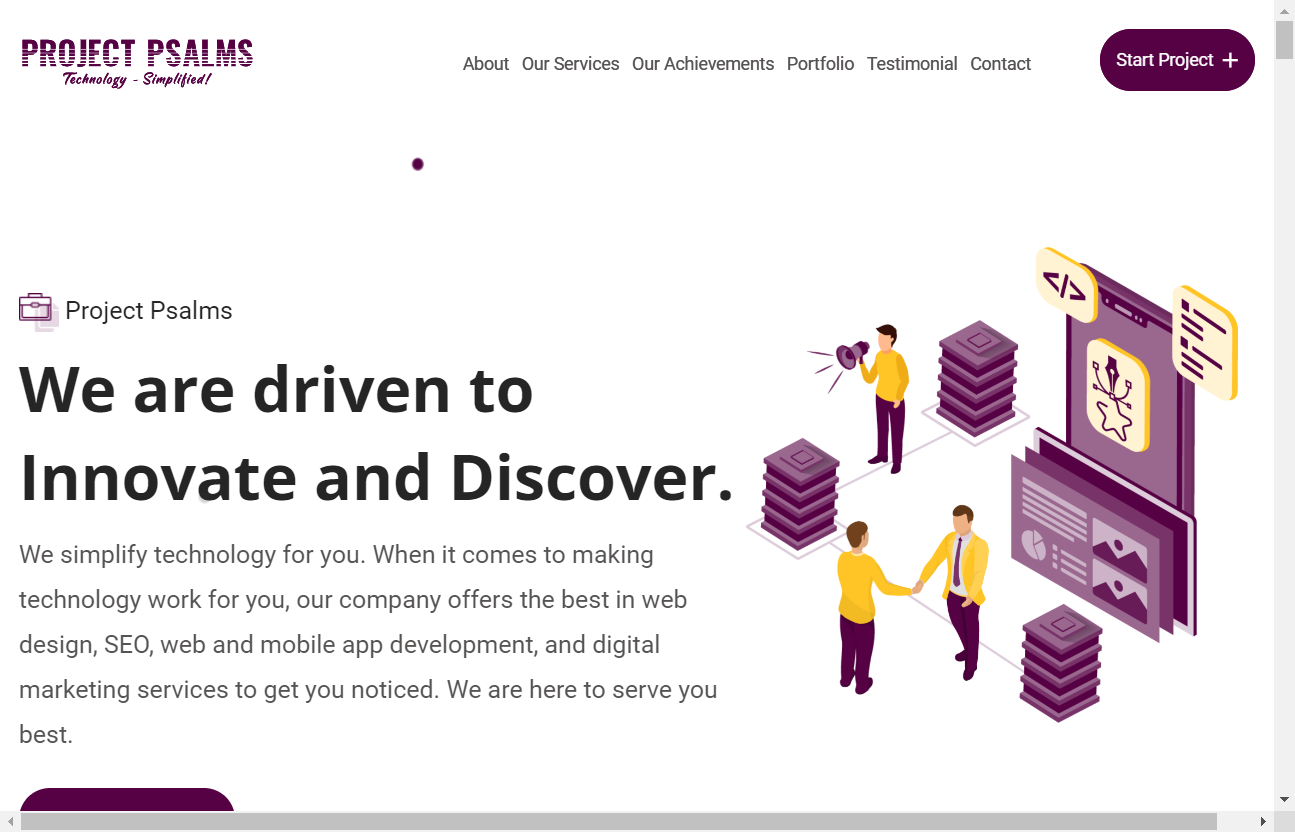 PROJECT PSALMS
Technology - Simplified!
About Our Services Our Achievements Portfolio Testimonial Contact
Start Project +
Project Psalms
We are driven to
Innovate and Discover.
We simplify technology for you. When it comes to making
technology work for you, our company offers the best in web
design, SEO, web and mobile app development, and digital
marketing services to get you noticed. We are here to serve you
best.